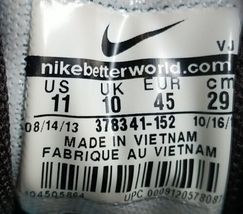 VJ
nikebetterworld.com
US UK EUR cm
11 10 45 29
08/14/13 378341-152 10/16/
MADE IN VIETNAM
FABRIQUE AU VIETNAM
UPC